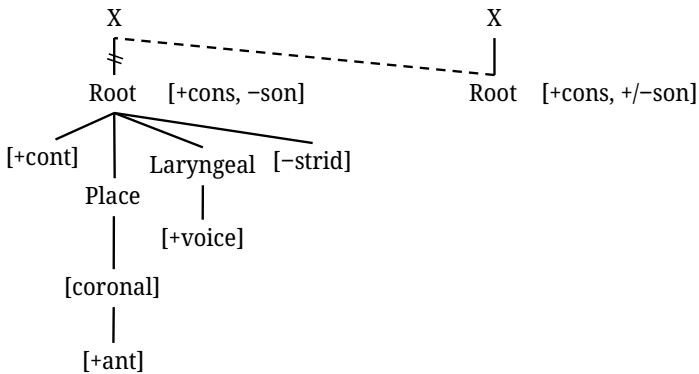 X X
Root [+cons, −son] Root [+cons, +/−son]
[+cont] Laryngeal [−strid]
Place
[+voice]
[coronal]
[+ant]